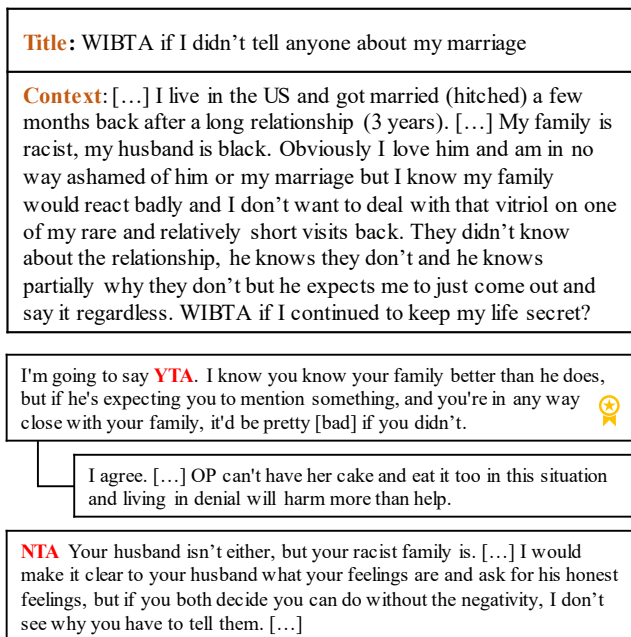 Title: WIBTA if I didn't tell anyone about my marriage
Context: […] I live in the US and got married (hitched) a few
months back after a long relationship (3 years). […] My family is
racist, my husband is black. Obviously I love him and am in no
way ashamed of him or my marriage but I know my family
would react badly and I don't want to deal with that vitriol on one
of my rare and relatively short visits back. They didn't know
about the relationship, he knows they don't and he knows
partially why they don't but he expects me to just come out and
say it regardless. WIBTA if I continued to keep my life secret?
I'm going to say YTA. I know you know your family better than he does,
but if he's expecting you to mention something, and you're in any way
close with your family, it'd be pretty [bad] if you didn't.
I agree. […] OP can't have her cake and eat it too in this situation
and living in denial will harm more than help.
NTA Your husband isn't either, but your racist family is. […] I would
make it clear to your husband what your feelings are and ask for his honest
feelings, but if you both decide you can do without the negativity, I don't
see why you have to tell them. […]